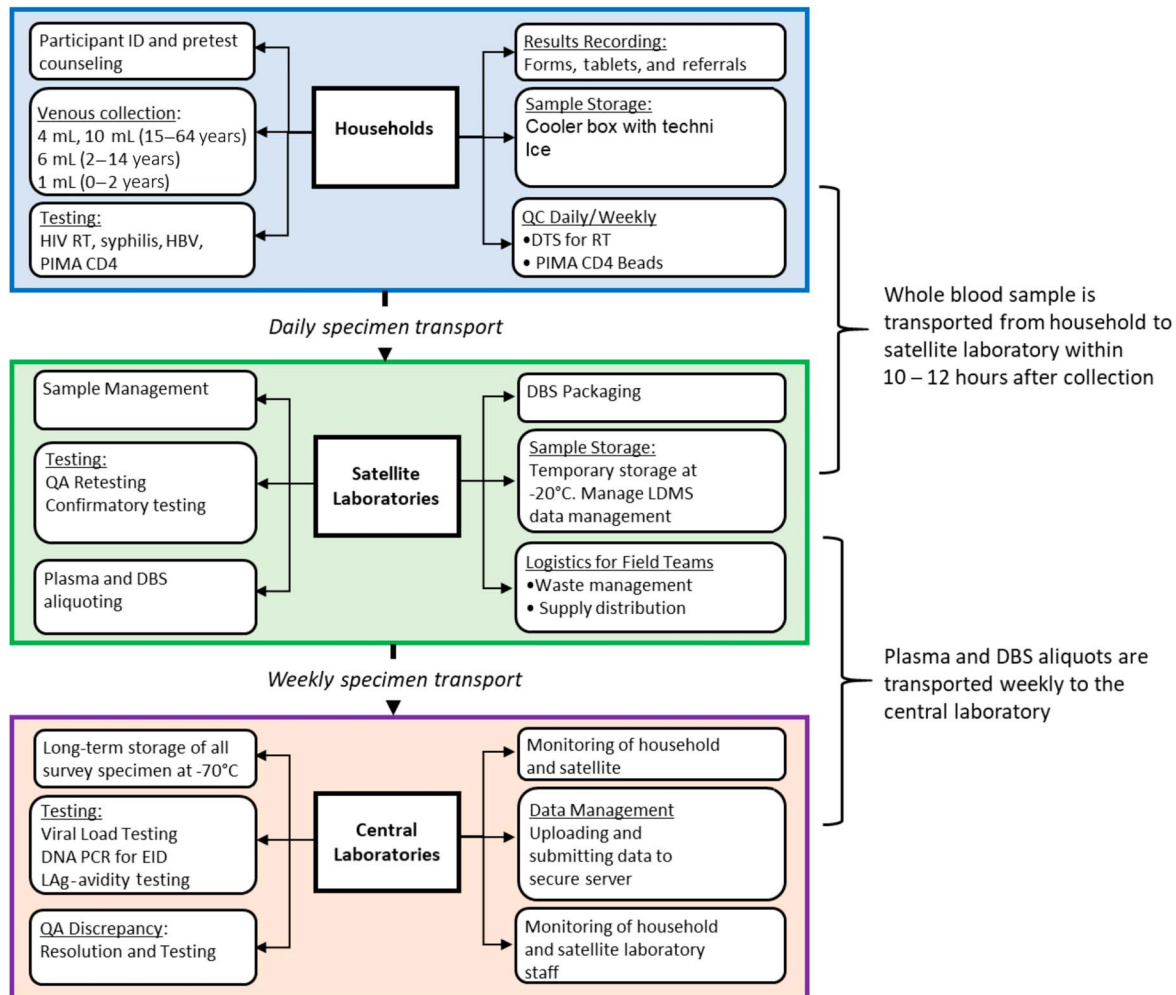 Participant ID and pretest
counseling
Venous collection:
4 mL, 10 mL (15–64 years)
6 mL (2–14 years)
1 mL (0–2 years)
Testing:
HIV RT, syphilis, HBV,
PIMA CD4
Households
Results Recording:
Forms, tablets, and referrals
Sample Storage:
Cooler box with techni
Ice
QC Daily/Weekly
•DTS for RT
• PIMA CD4 Beads
Daily specimen transport
Whole blood sample is
transported from household to
satellite laboratory within
10 – 12 hours after collection
Sample Management
Testing:
QA Retesting
Confirmatory testing
Plasma and DBS
aliquoting
Satellite
Laboratories
DBS Packaging
Sample Storage:
Temporary storage at
-20°C. Manage LDMS
data management
Logistics for Field Teams
•Waste management
• Supply distribution
Weekly specimen transport
Plasma and DBS aliquots are
transported weekly to the
central laboratory
Long-term storage of all
survey specimen at -70°C
Testing:
Viral Load Testing
DNA PCR for EID
LAg-avidity testing
QA Discrepancy:
Resolution and Testing
Central
Laboratories
Monitoring of household
and satellite
Data Management
Uploading and
submitting data to
secure server
Monitoring of household
and satellite laboratory
staff